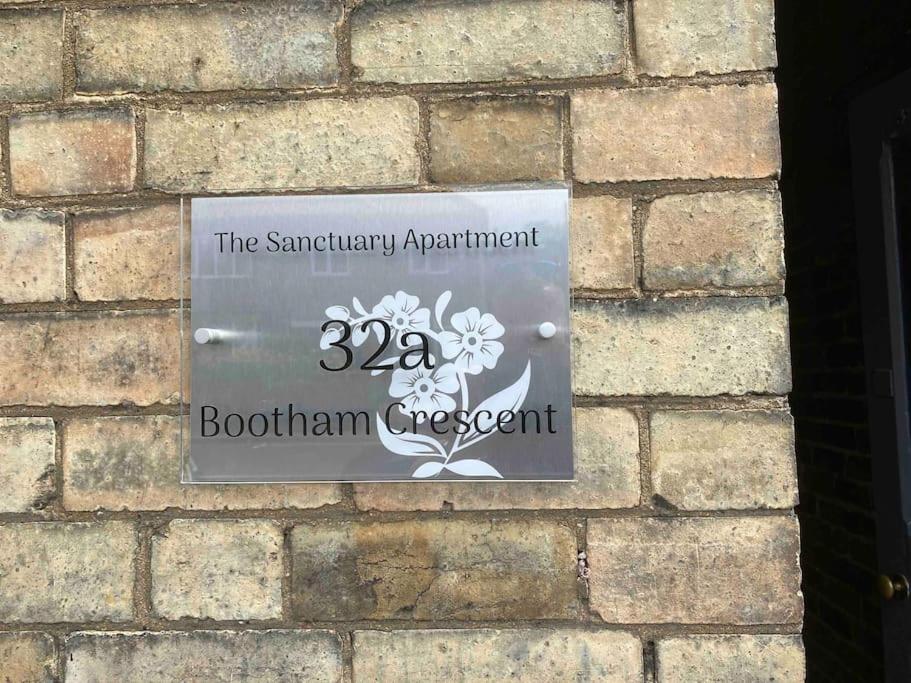 The Sanctuary Apartment
32a
Bootham Crescent